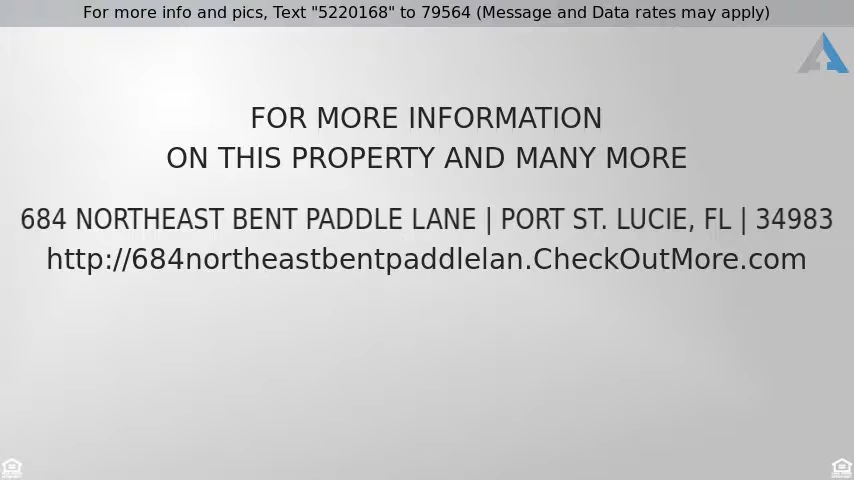 For more info and pics, Text "5220168" to 79564 (Message and Data rates may apply)
FOR MORE INFORMATION
ON THIS PROPERTY AND MANY MORE
684 NORTHEAST BENT PADDLE LANE | PORT ST. LUCIE, FL | 34983
http://684northeastbentpaddlelan.CheckOutMore.com